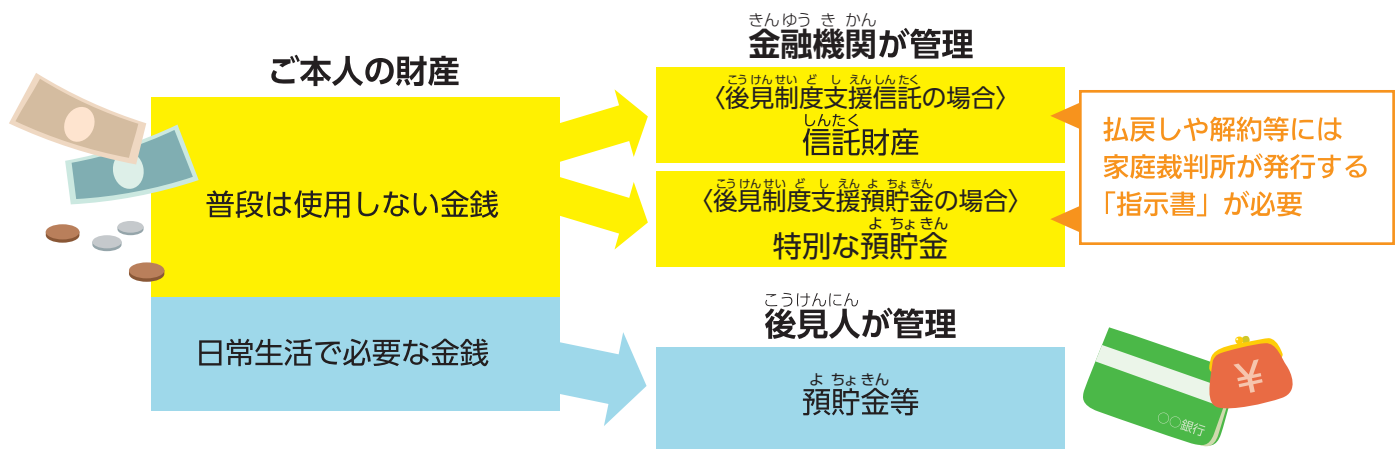 ご本人の財産
普段は使用しない金銭
日常生活で必要な金銭
きんゆうきかん
金融機関が管理
こうけんせいどしえんしんたく
〈後見制度支援信託の場合〉
しんたく
信託財産
こうけんせいどしえんよちょきん
〈後見制度支援預貯金の場合〉
よちょきん
特別な預貯金
払戻しや解約等には
家庭裁判所が発行する
「指示書」が必要
こうけんにん
後見人が管理
よちょきん
預貯金等
¥
○○銀行